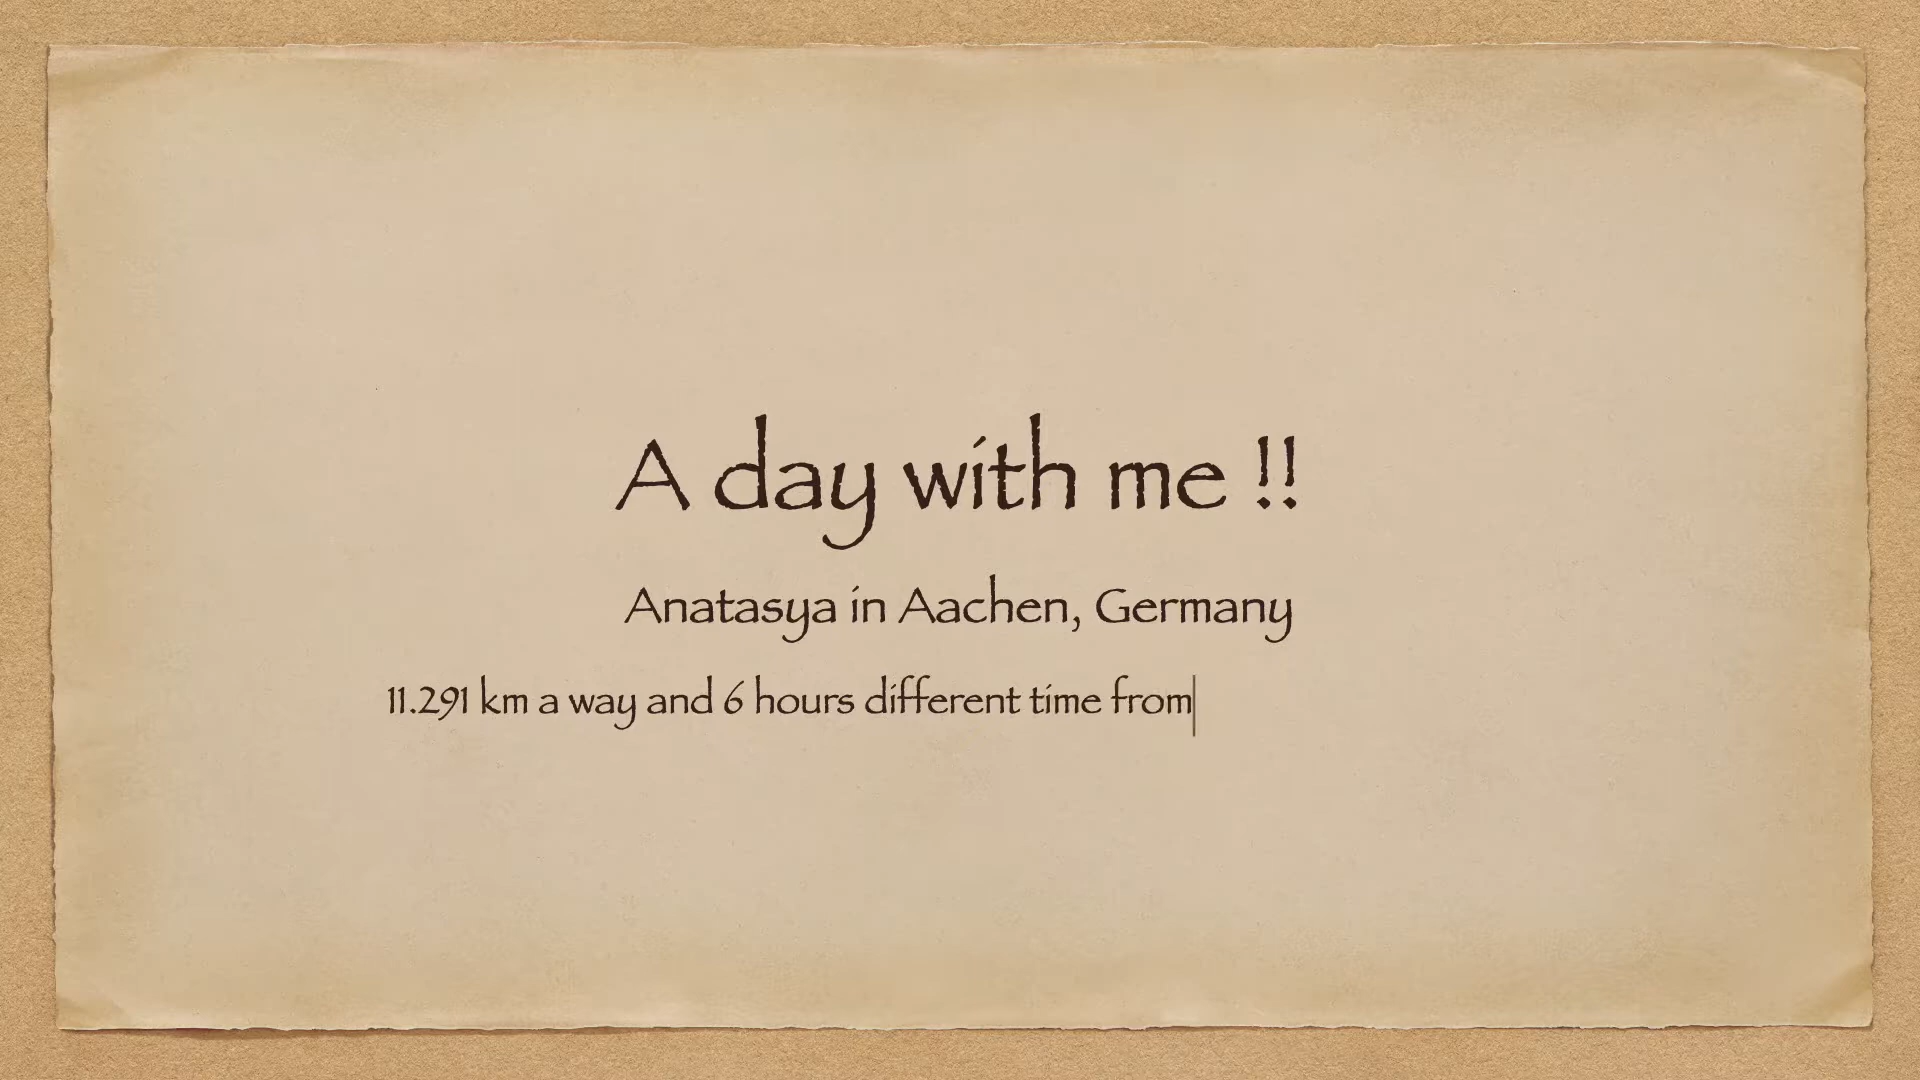 A day with me !!
Anatasya in Aachen, Germany
11.291 km a way and 6 hours different time from